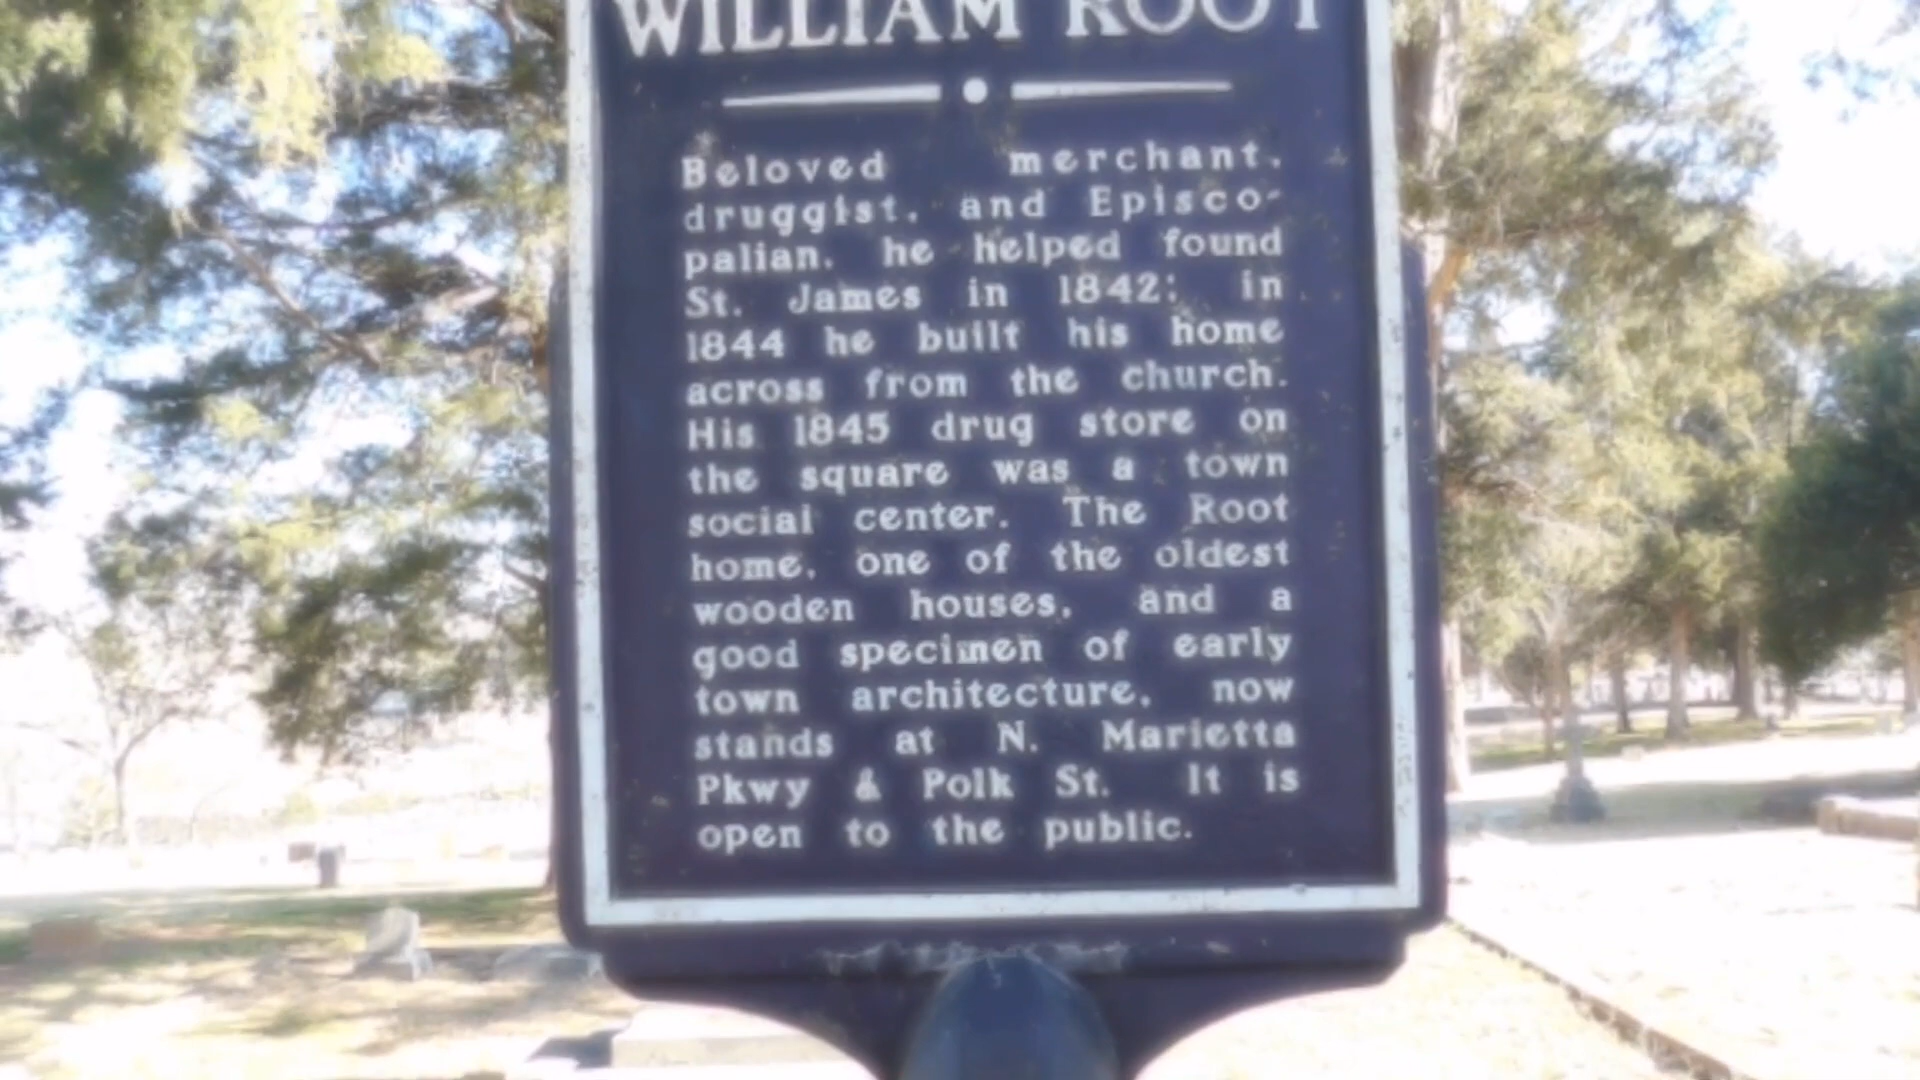 WILLIAM ROOT
Beloved merchant,
druggist, and Episco-
palian, he helped found
St. James in 1842; in
1844 he built his home
across from the church.
His 1845 drug store on
the square was a town
social center. The Root
home, one of the oldest
wooden houses, and a
good specimen of early
town architecture, now
stands at N. Marietta
Pkwy & Polk St. It is
open to the public.